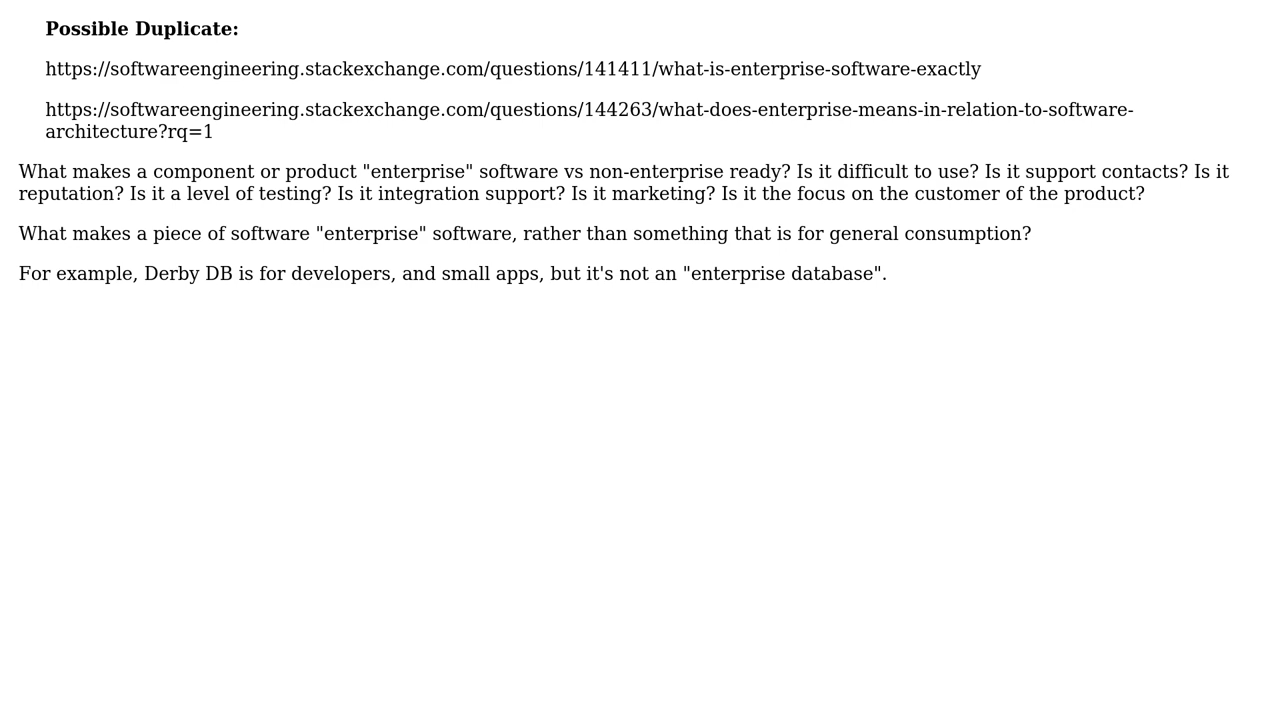 Possible Duplicate:
https://softwareengineering.stackexchange.com/questions/141411/what-is-enterprise-software-exactly
https://softwareengineering.stackexchange.com/questions/144263/what-does-enterprise-means-in-relation-to-software-
architecture?rq=1
What makes a component or product "enterprise" software vs non-enterprise ready? Is it difficult to use? Is it support contacts? Is it
reputation? Is it a level of testing? Is it integration support? Is it marketing? Is it the focus on the customer of the product?
What makes a piece of software "enterprise" software, rather than something that is for general consumption?
For example, Derby DB is for developers, and small apps, but it's not an "enterprise database".